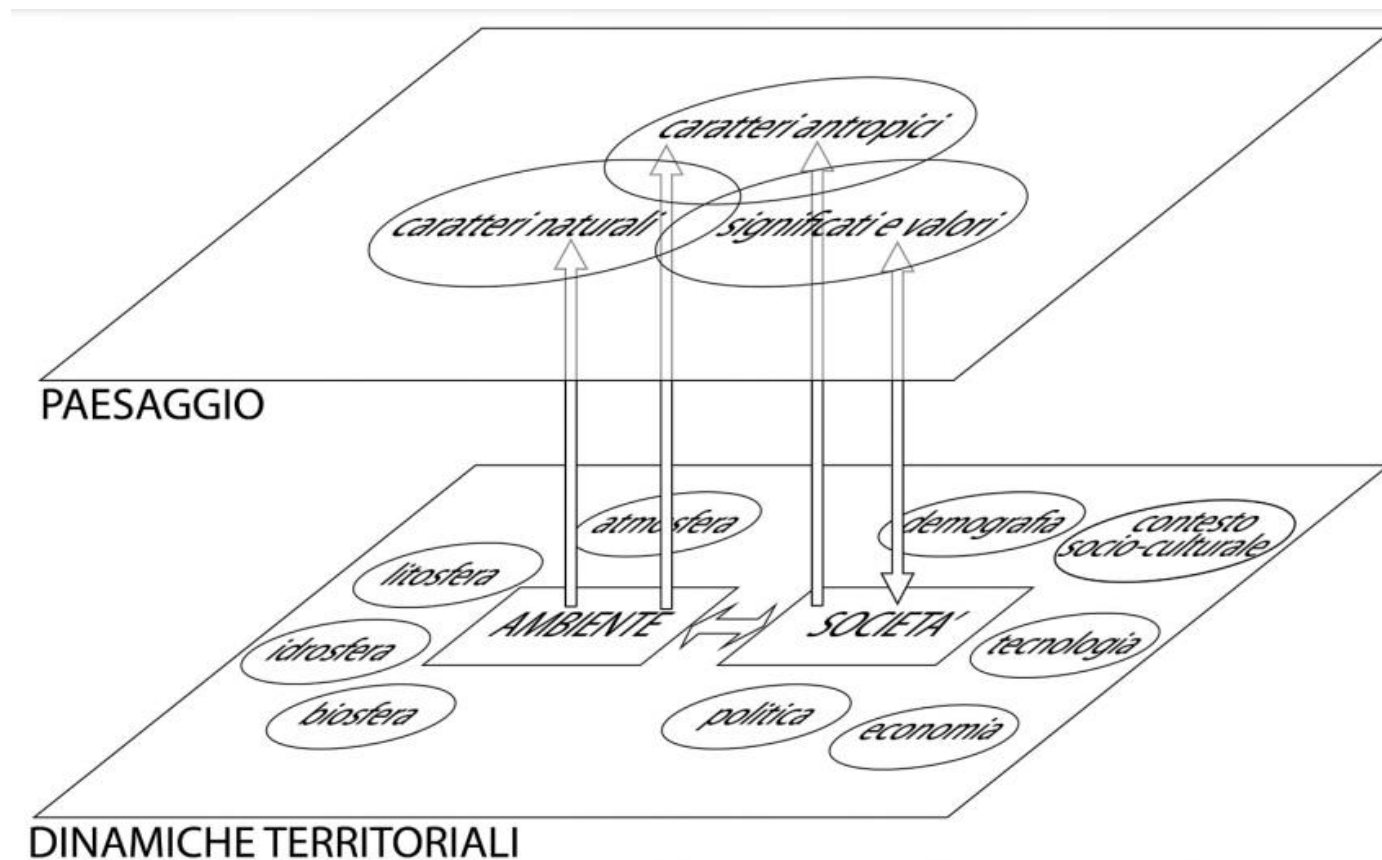 caratteri antropici
caratteri naturali
significati e valori
PAESAGGIO
atmosfera
demografia
contesto
socio-culturale
litosfera
AMBIENTE
SOCIETA'
tecnologia
idrosfera
biosfera
politica
economia
DINAMICHE TERRITORIALI